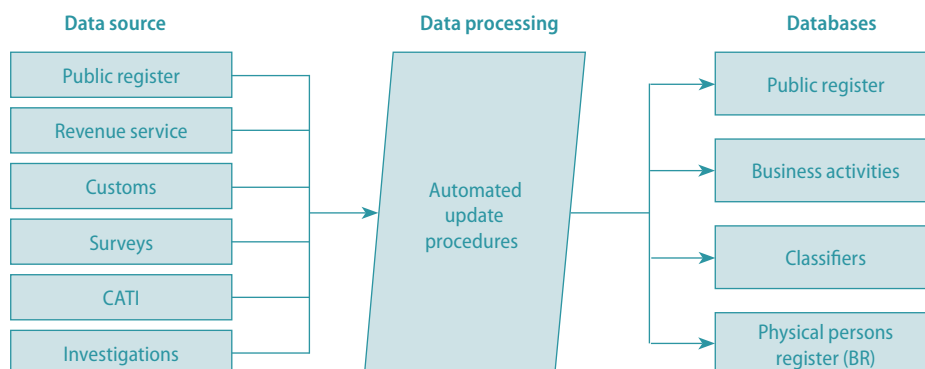 Data source
Data processing
Databases
Public register
Revenue service
Customs
Surveys
CATI
Investigations
Automated
update
procedures
Public register
Business activities
Classifiers
Physical persons
register (BR)